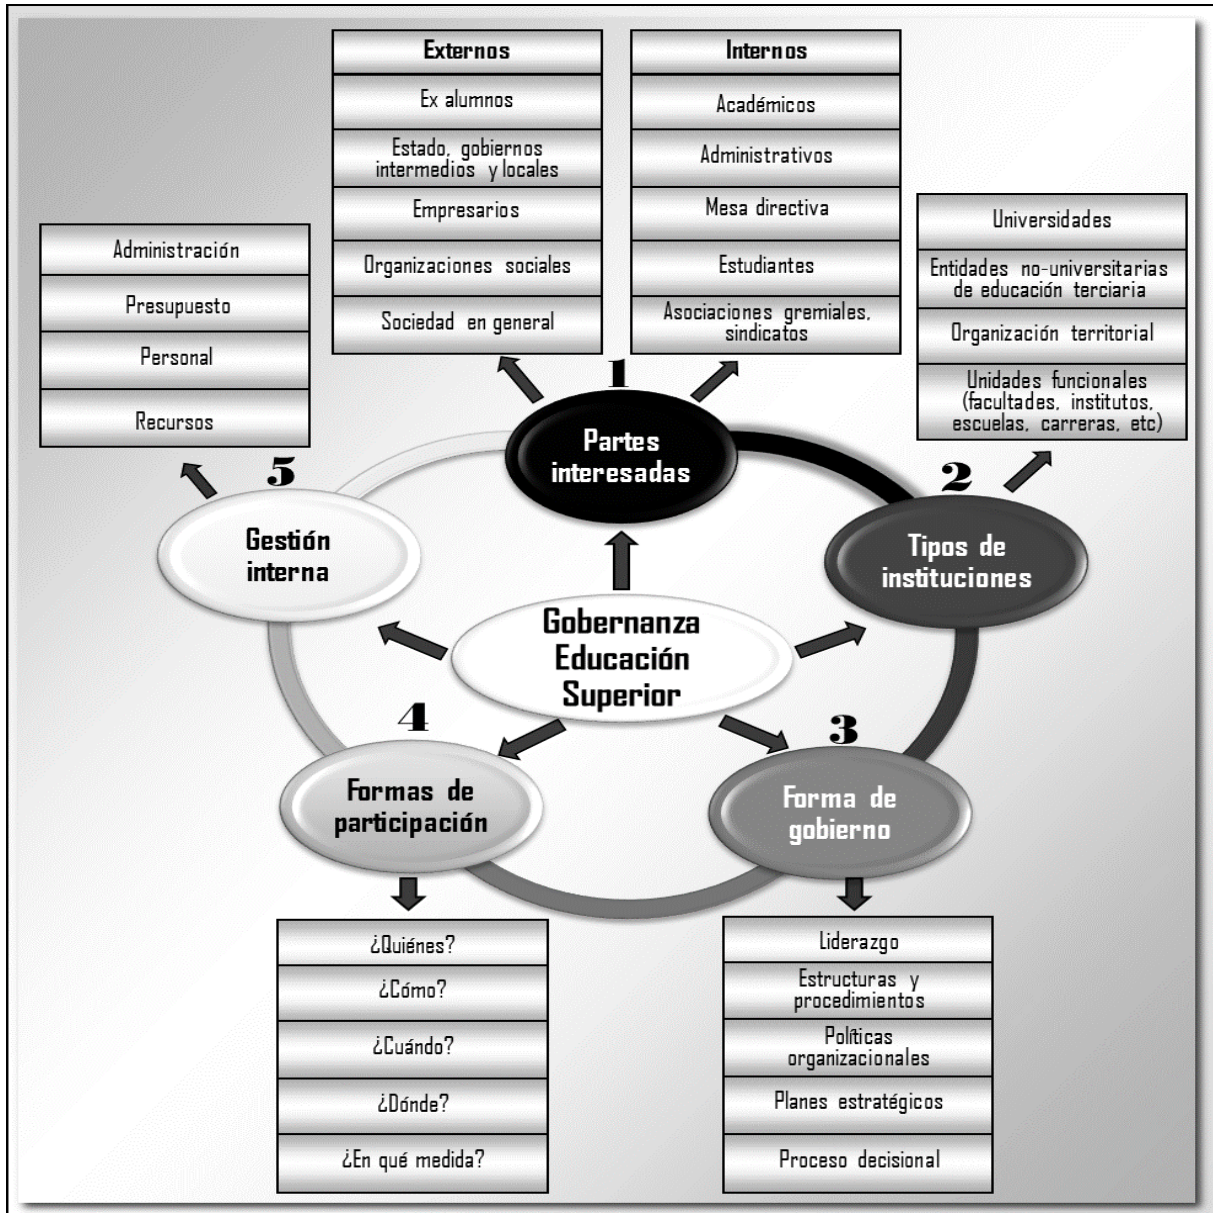 Externos
Ex alumnos
Estado, gobiernos
intermedios y locales
Empresarios
Organizaciones sociales
Sociedad en general
Internos
Académicos
Administrativos
Mesa directiva
Estudiantes
Asociaciones gremiales,
sindicatos
1
Partes
interesadas
Universidades
Entidades no-universitarias
de educación terciaria
Organización territorial
Unidades funcionales
(facultades, institutos,
escuelas, carreras, etc)
2
Tipos de
instituciones
Administración
Presupuesto
Personal
Recursos
5
Gestión
interna
Gobernanza
Educación
Superior
4
Formas de
participación
¿Quiénes?
¿Cómo?
¿Cuándo?
¿Dónde?
¿En qué medida?
3
Forma de
gobierno
Liderazgo
Estructuras y
procedimientos
Políticas
organizacionales
Planes estratégicos
Proceso decisional